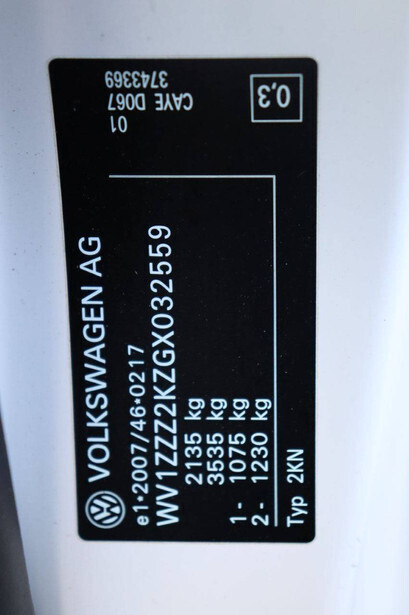 VOLKSWAGEN AG
e1*2007/46*0217
WV1ZZZ2KZGX032559
2135 kg
3535 kg
1- 1075 kg
2- 1230 kg
Typ 2KN
01
CAYE D067
3743369
0,3